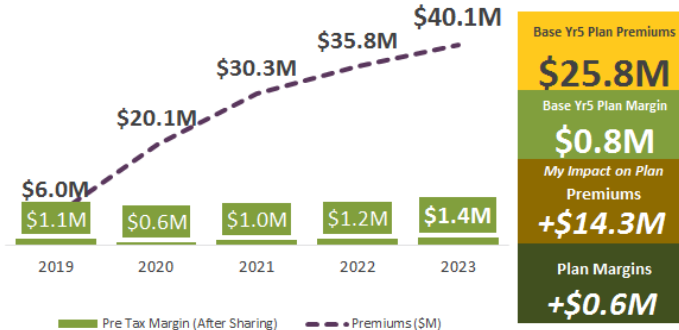 $40.1M
$35.8M
$30.3M
$20.1M
$6.0M
$1.1M $0.6M $1.0M $1.2M $1.4M
2019 2020 2021 2022 2023
Pre Tax Margin (After Sharing) Premiums ($M)
Base Yr5 Plan Premiums
$25.8M
Base Yr5 Plan Margin
$0.8M
My Impact on Plan
Premiums
+$14.3M
Plan Margins
+$0.6M